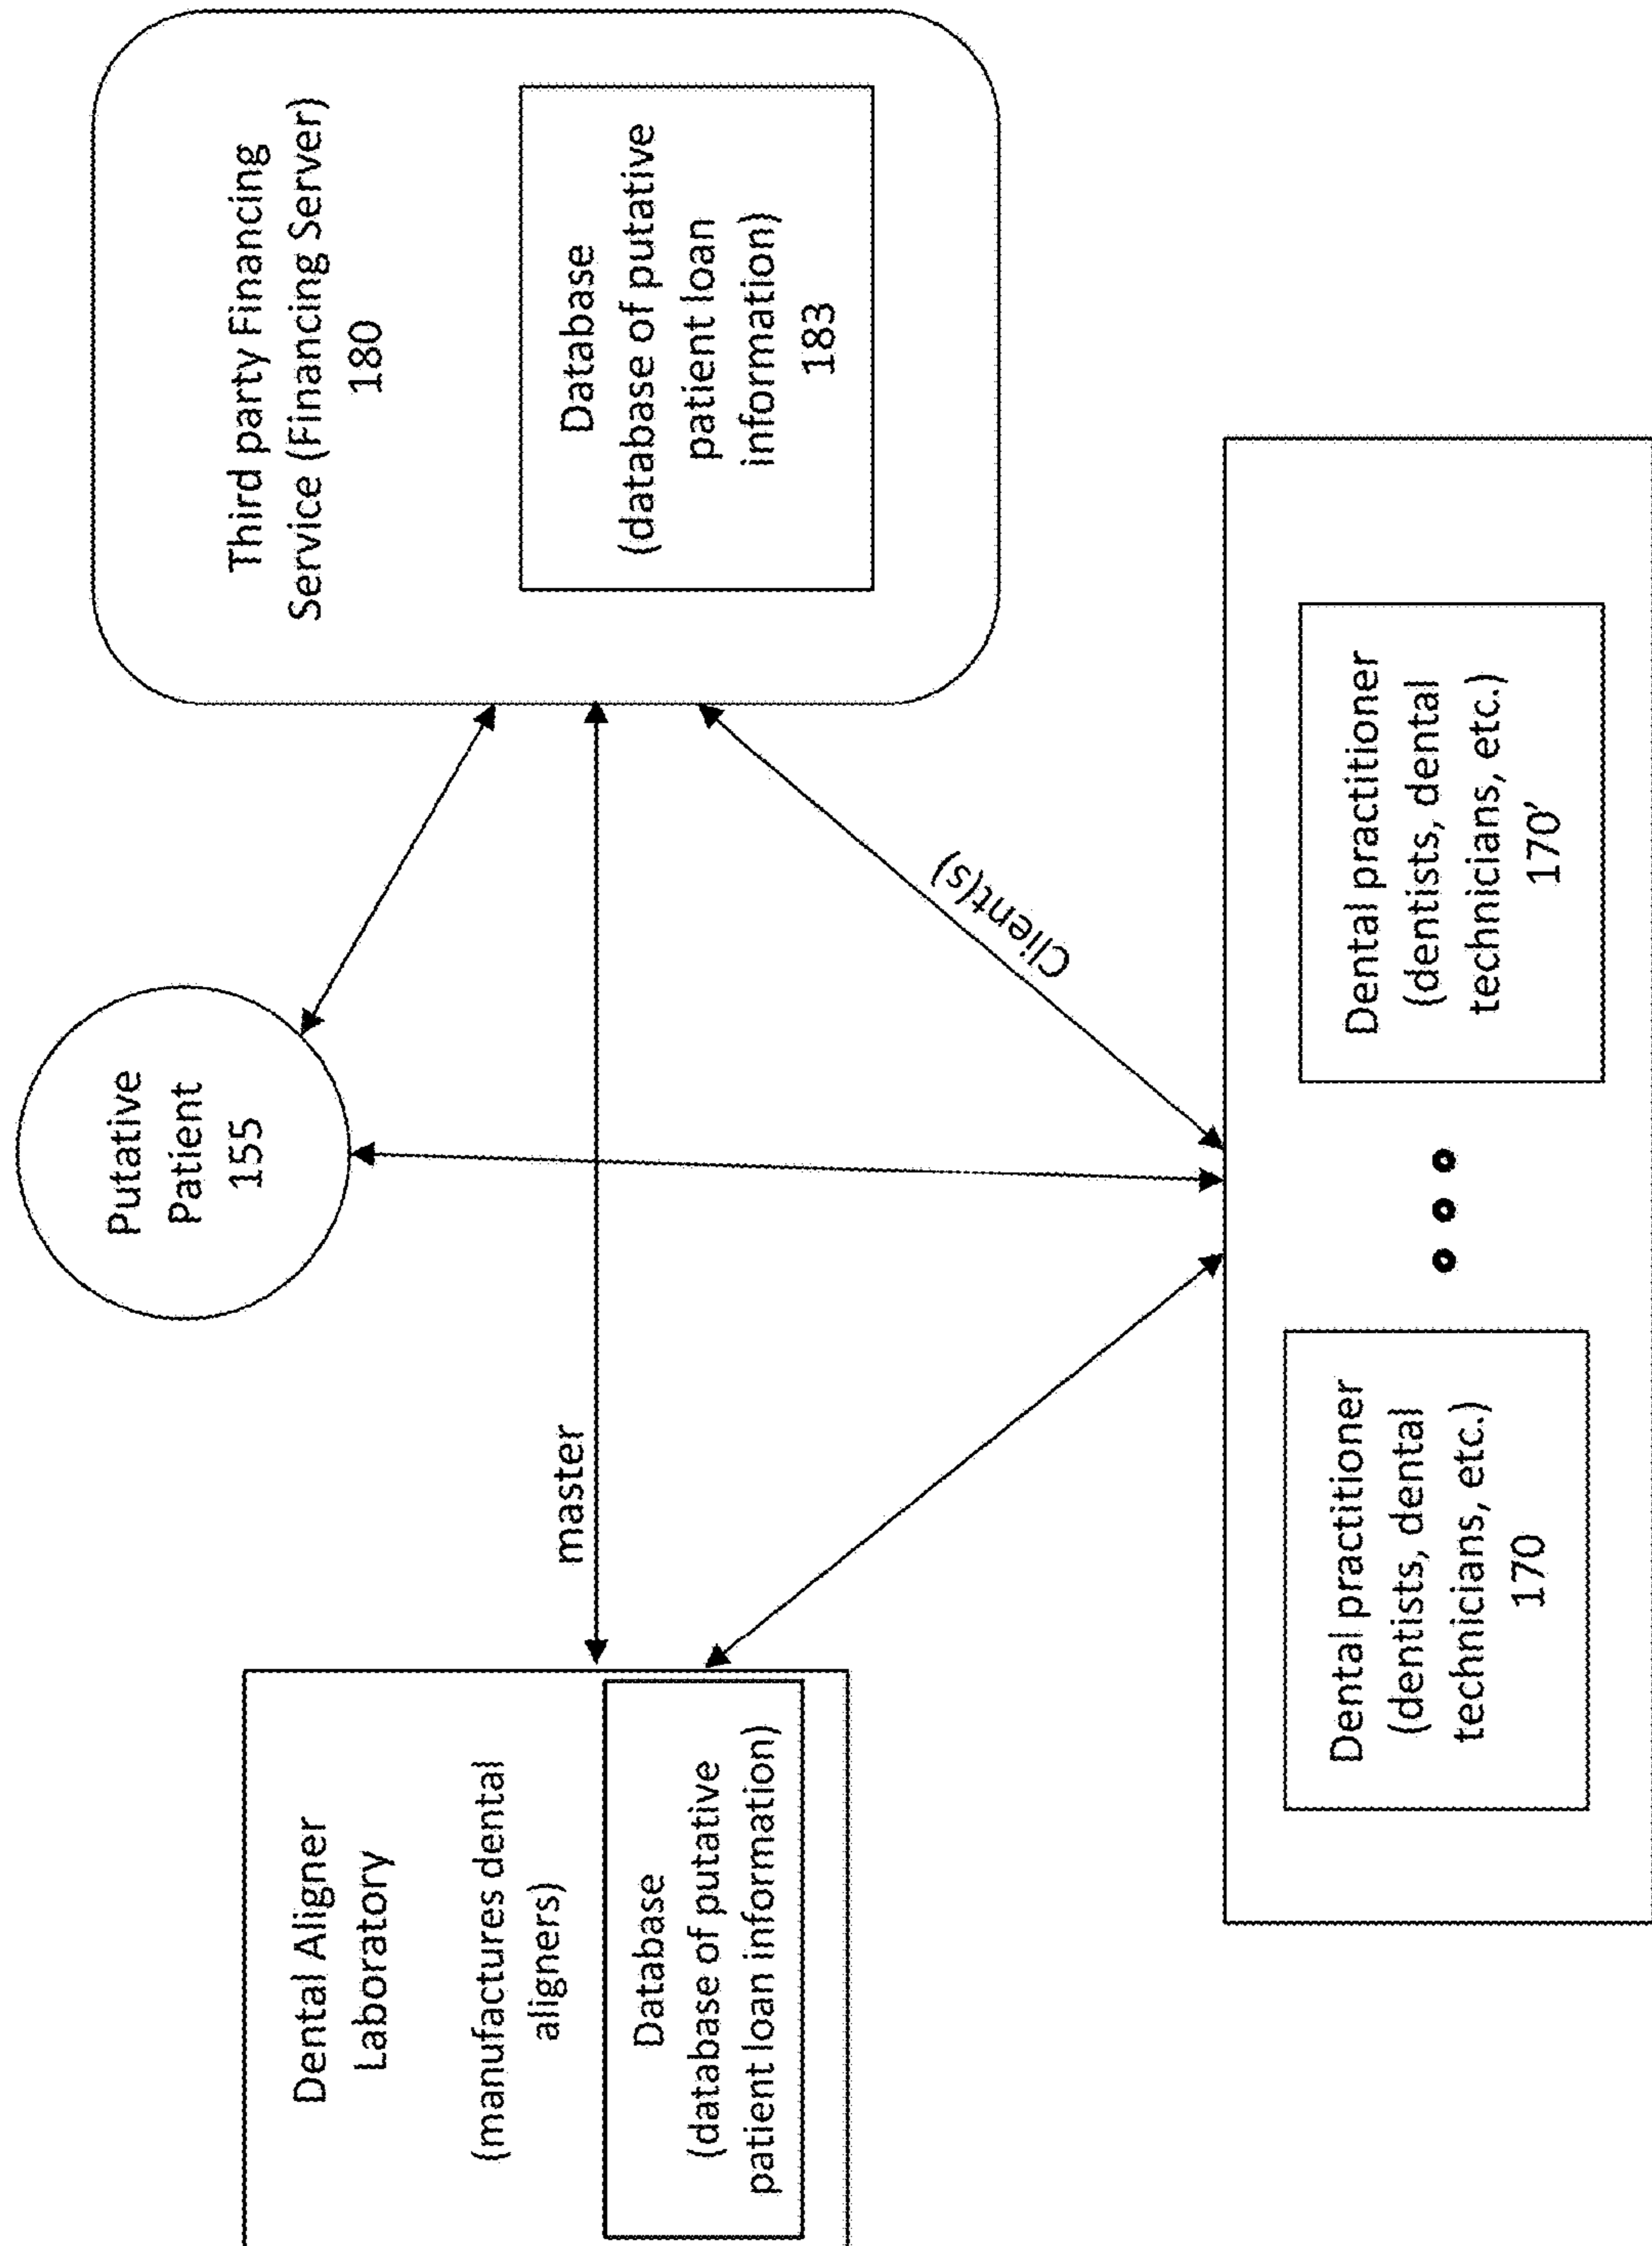 Putative
Patient
155
Third party Financing
Service (Financing Server)
180
Database
(database of putative
patient loan
information)
183
Dental Aligner
Laboratory
(manufactures dental
aligners)
Database
(database of putative
patient loan information)
master
Client(s)
Dental practitioner
(dentists, dental
technicians, etc.)
170
Dental practitioner
(dentists, dental
technicians, etc.)
170'